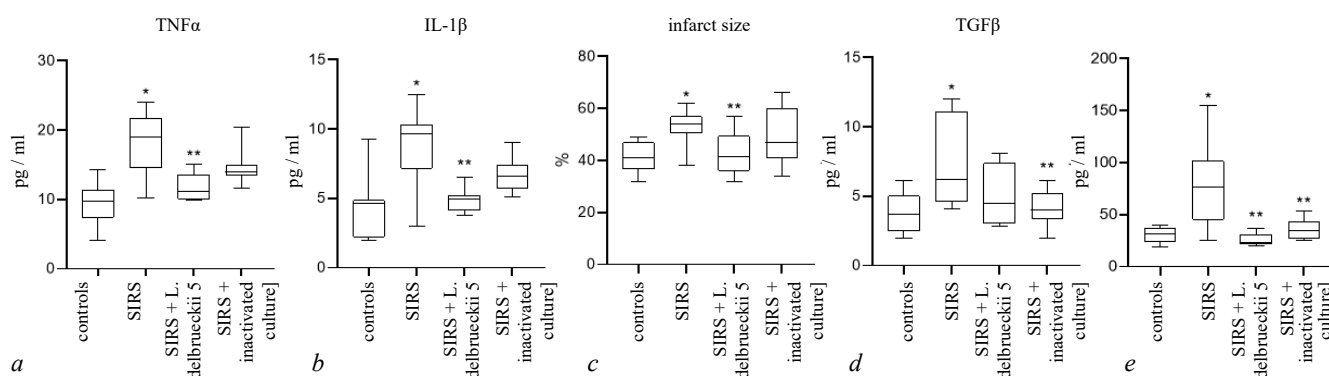 TNFα
IL-1β
infarct size
TGFβ
30
20
10
0
pg / ml
*
**
controls
SIRS
SIRS + L.
delbrueckii 5
SIRS +
inactivated
culture]
a
15
10
5
0
pg / ml
*
**
controls
SIRS
SIRS + L.
delbrueckii 5
SIRS +
inactivated
culture]
b
80
60
40
20
0
%
*
**
controls
SIRS
SIRS + L.
delbrueckii 5
SIRS +
inactivated
culture]
c
15
10
5
0
pg / ml
*
**
controls
SIRS
SIRS + L.
delbrueckii 5
SIRS +
inactivated
culture]
d
200
150
100
50
0
pg / ml
*
**
**
controls
SIRS
SIRS + L.
delbrueckii 5
SIRS +
inactivated
culture]
e